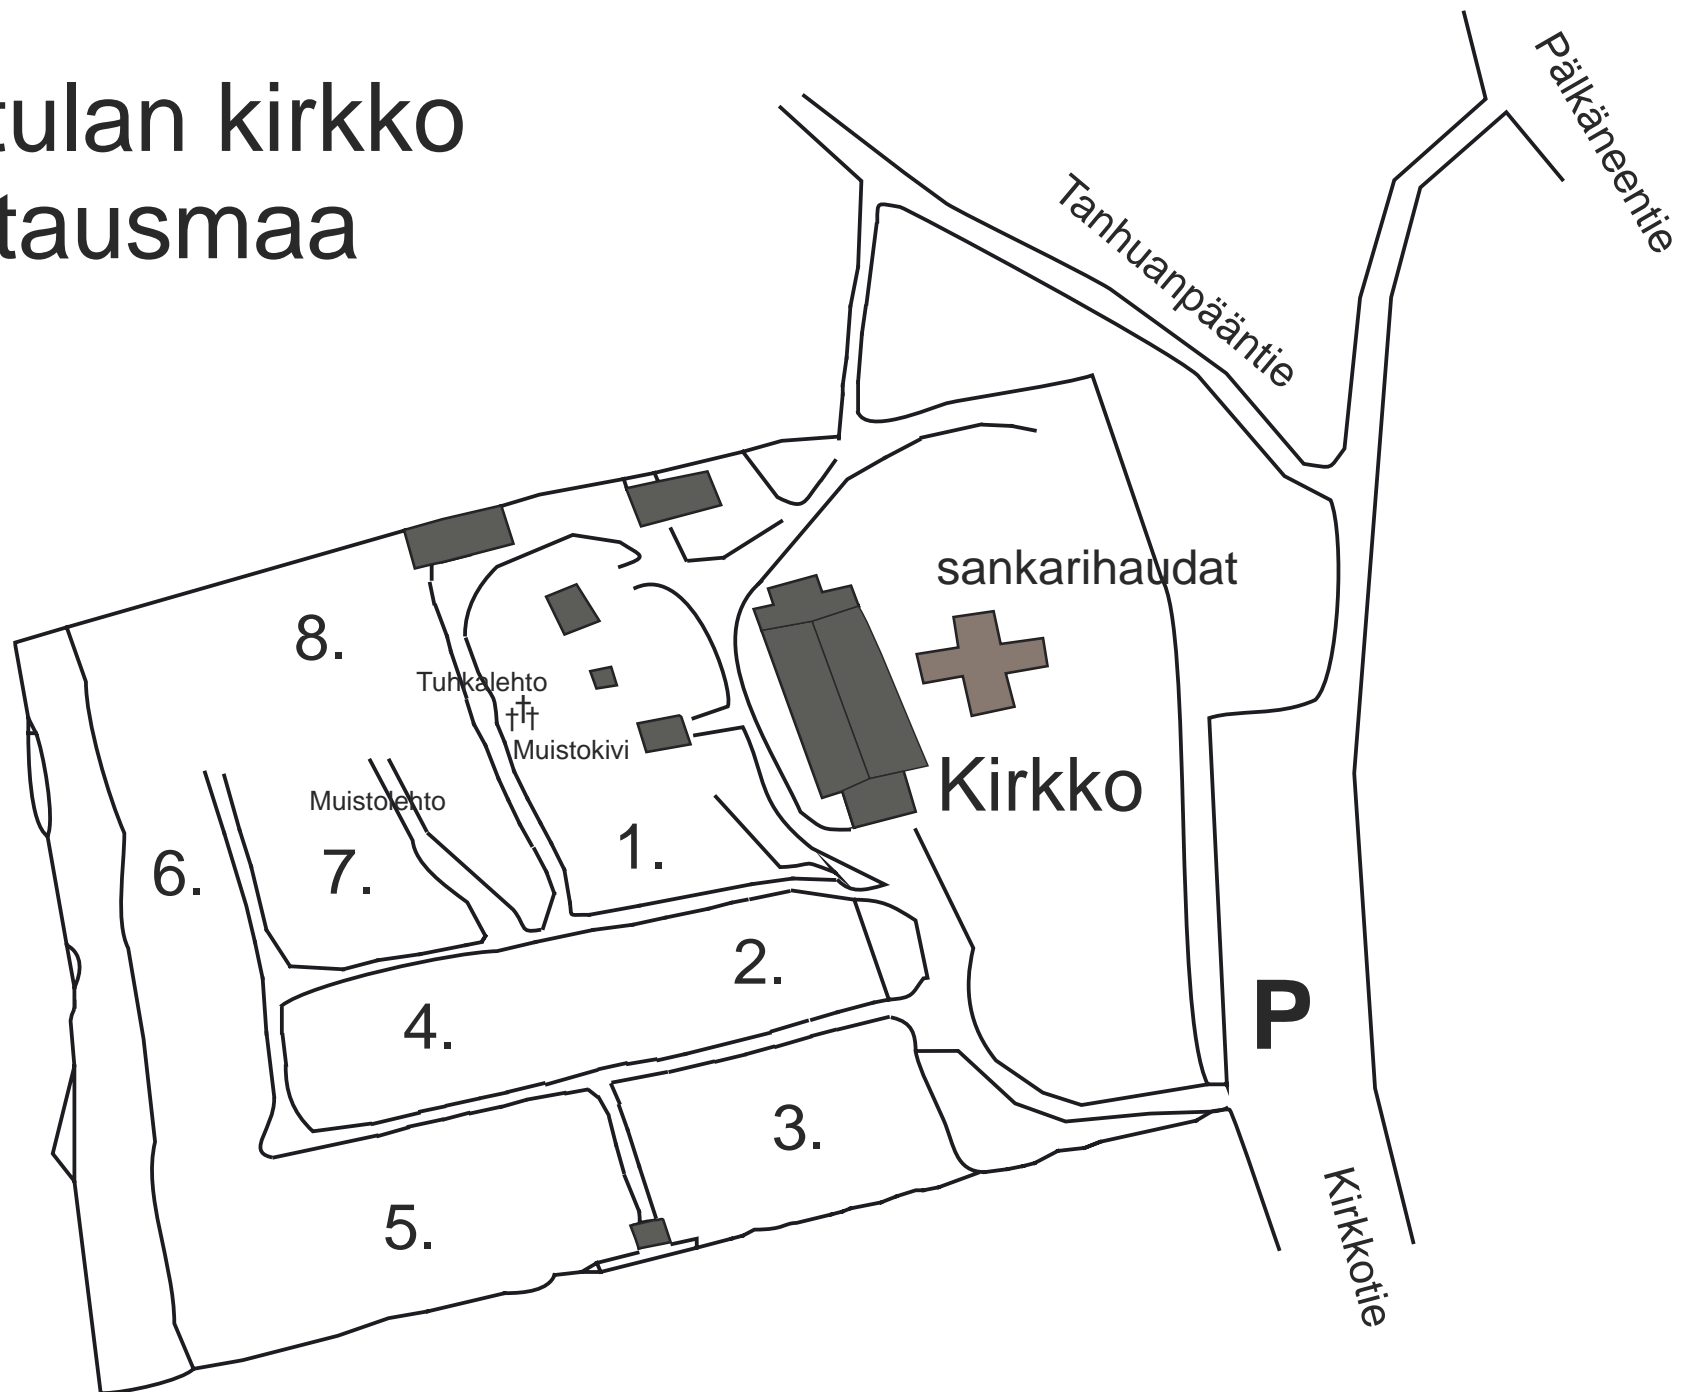 tulan kirkko
tausmaa
Pälkäneentie
Tanhuanpääntie
sankarihaudat
8.
Tuhkalehto
Muistokivi
Kirkko
Muistolehto
1.
6.
7.
2.
P
4.
3.
5.
Kirkkotie